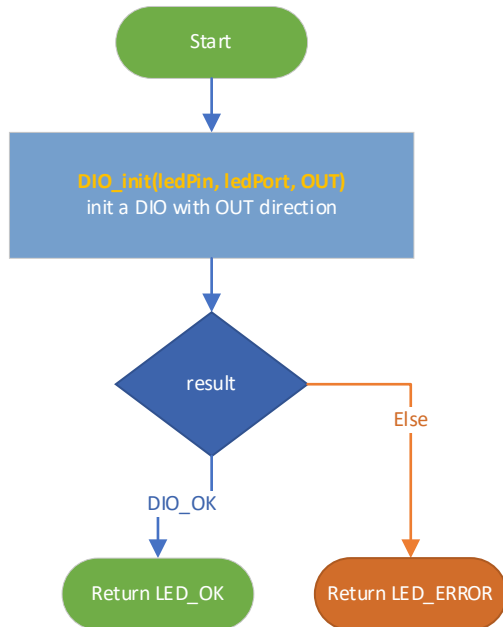 Start
DIO_init(ledPin, ledPort, OUT)
init a DIO with OUT direction
result
Else
DIO_OK
Return LED_OK
Return LED_ERROR